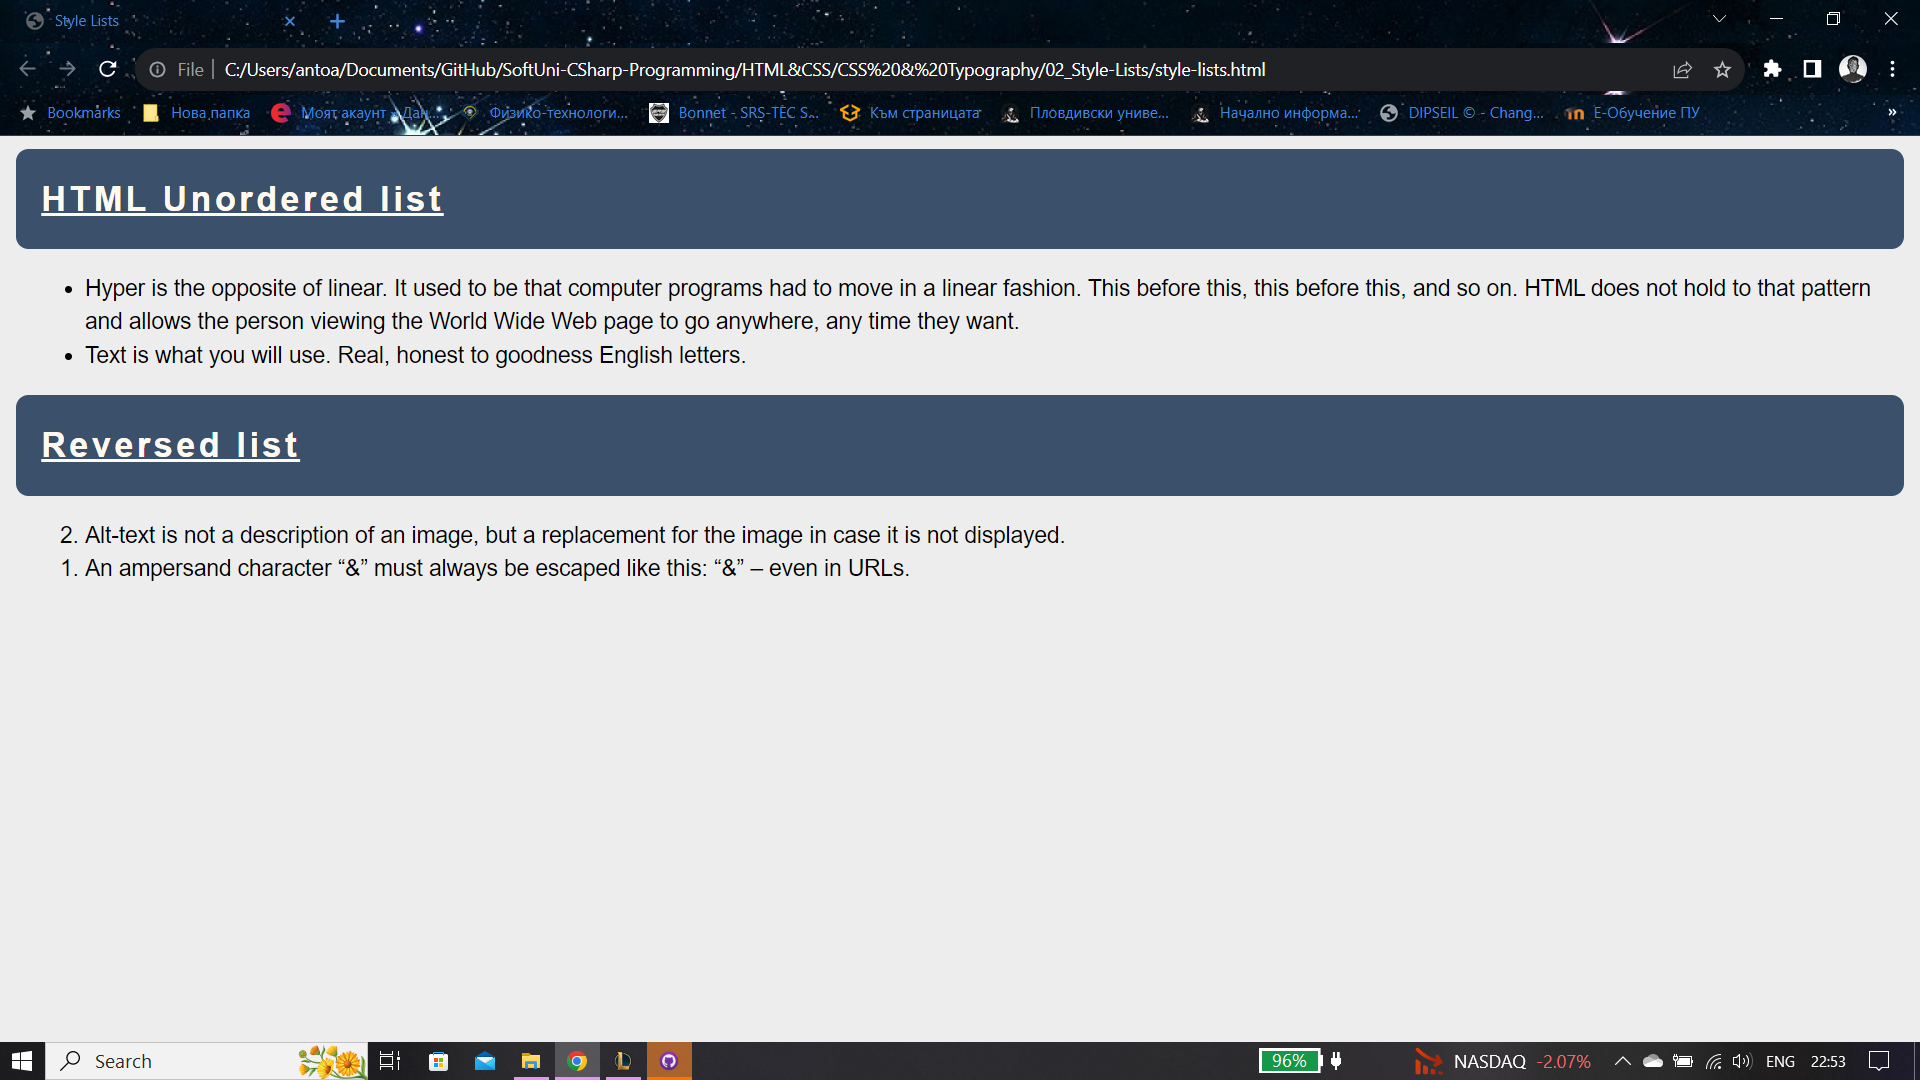 Style Lists
File | C:/Users/antoa/Documents/GitHub/SoftUni-CSharp-Programming/HTML&CSS/CSS%20&%20Typography/02_Style-Lists/style-lists.html
Bookmarks Нова папка Моят акаунт « Дан... Физико-технологи... Bonnet - SRS-TEC S... Към страницата Пловдивски униве... Начално информа... DIPSEIL © - Chang... Е-Обучение ПУ »
HTML Unordered list
• Hyper is the opposite of linear. It used to be that computer programs had to move in a linear fashion. This before this, this before this, and so on. HTML does not hold to that pattern
and allows the person viewing the World Wide Web page to go anywhere, any time they want.
• Text is what you will use. Real, honest to goodness English letters.
Reversed list
2. Alt-text is not a description of an image, but a replacement for the image in case it is not displayed.
1. An ampersand character “&” must always be escaped like this: “&” – even in URLs.
Search 96% NASDAQ -2.07% ENG 22:53